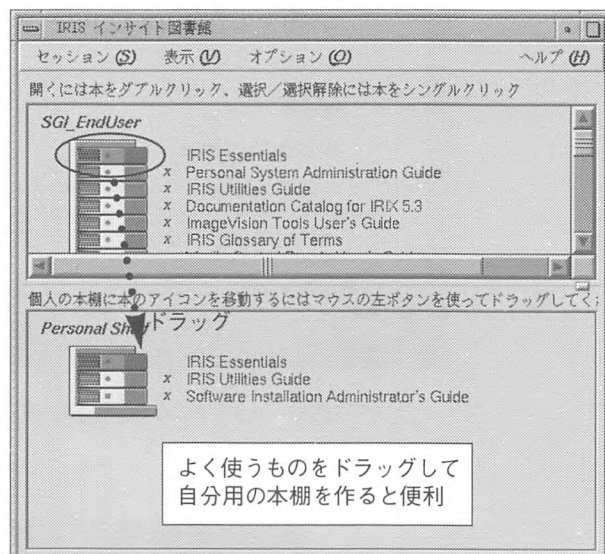 IRIS インサイト図書館
セッション (S) 表示 (V) オプション (O) ヘルプ (H)
開くには本をダブルクリック、選択／選択解除には本をシングルクリック
SGI_EndUser
IRIS Essentials
x Personal System Administration Guide
x IRIS Utilities Guide
x Documentation Catalog for IRIX 5.3
x ImageVision Tools User's Guide
x IRIS Glossary of Terms
個人の本棚に本のアイコンを移動するにはマウスの左ボタンを使ってドラッグしてく
Personal Shelf
ドラッグ
IRIS Essentials
x IRIS Utilities Guide
x Software Installation Administrator's Guide
よく使うものをドラッグして
自分用の本棚を作ると便利